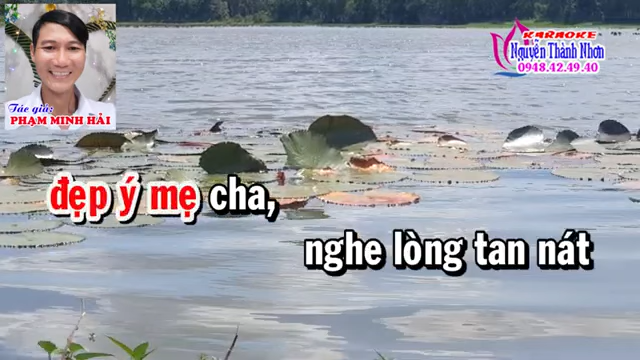 Tác giả:
PHẠM MINH HẢI
KARAOKE
Nguyễn Thành Nhơn
0948.42.49.40
đẹp ý mẹ cha,
nghe lòng tan nát